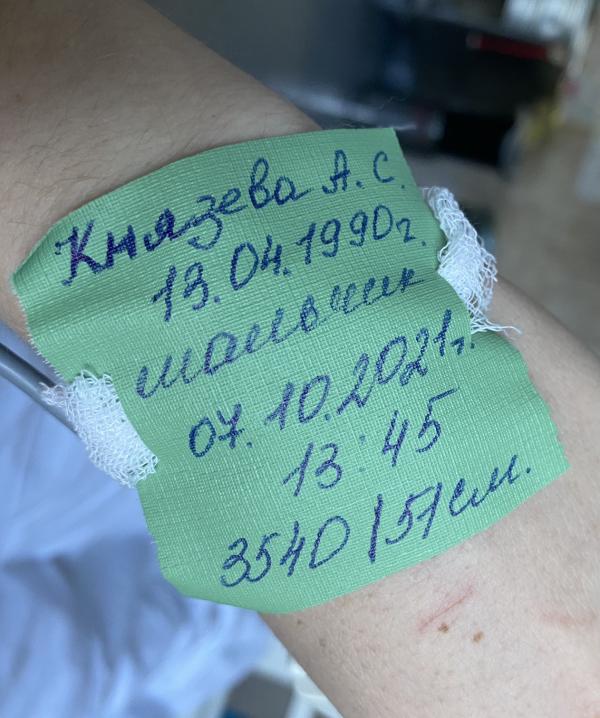 Князева А. С.
13.04.1990г.
мальчик
07.10.2021г.
13:45
3540/51см.